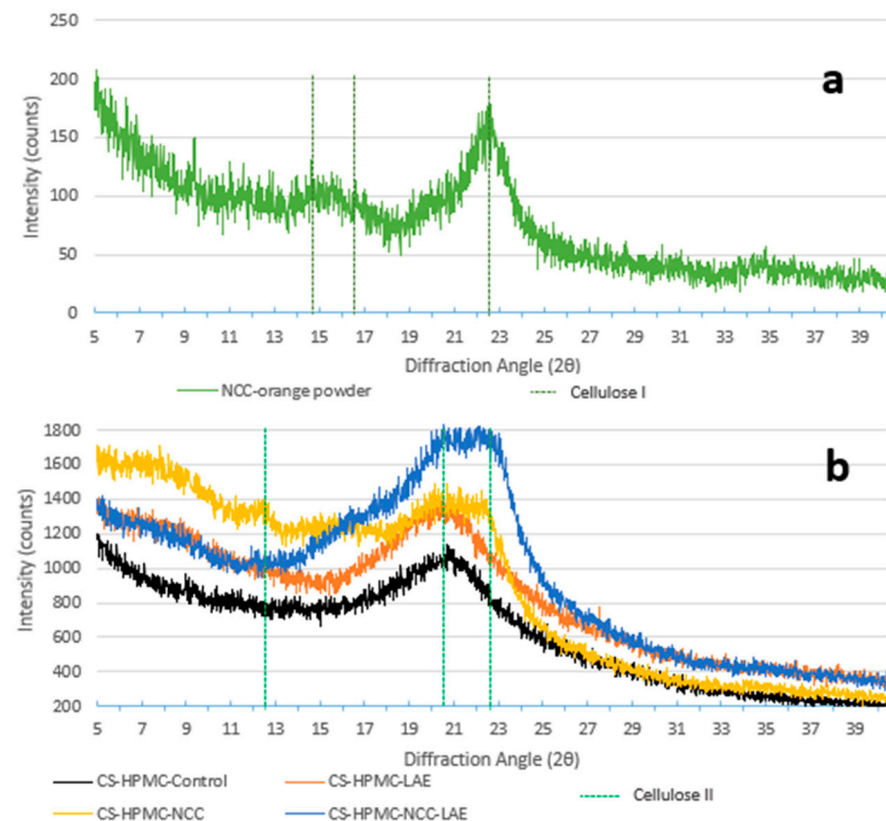 250
200
150
100
50
0
Intensity (counts)
a
5 7 9 11 13 15 17 19 21 23 25 27 29 31 33 35 37 39
Diffraction Angle (2θ)
NCC-orange powder Cellulose I
1800
1600
1400
1200
1000
800
600
400
200
Intensity (counts)
b
5 7 9 11 13 15 17 19 21 23 25 27 29 31 33 35 37 39
Diffraction Angle (2θ)
CS-HPMC-Control CS-HPMC-LAE Cellulose II
CS-HPMC-NCC CS-HPMC-NCC-LAE